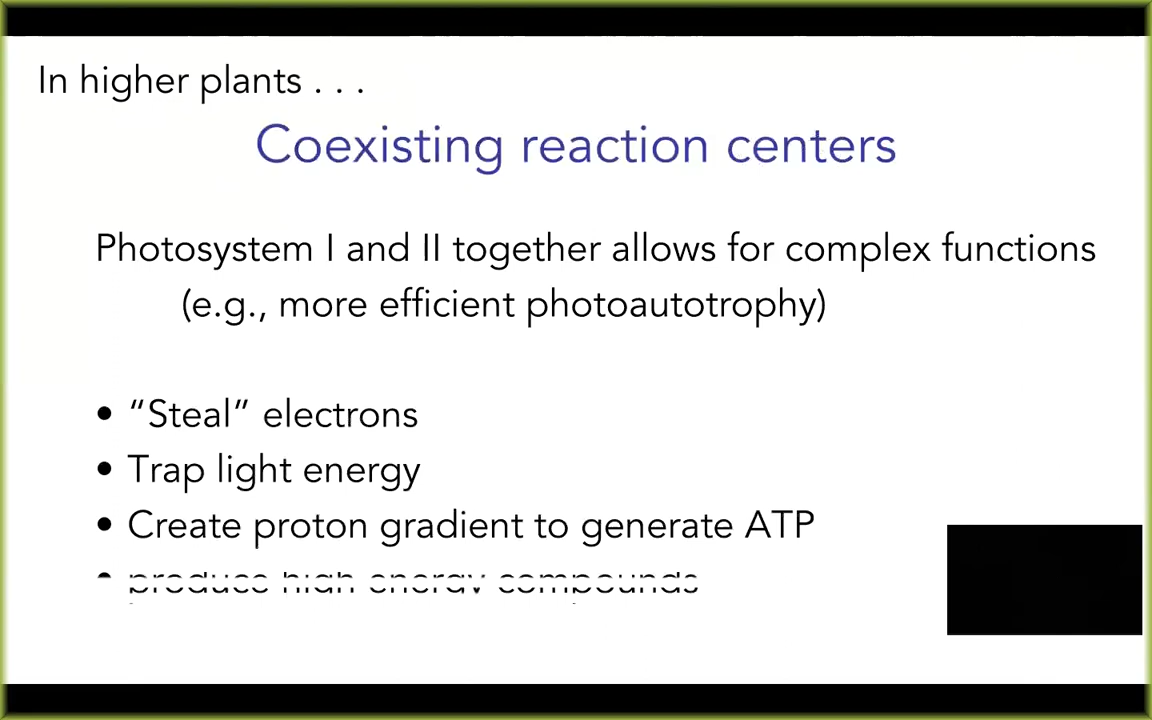 In higher plants . . .
Coexisting reaction centers
Photosystem I and II together allows for complex functions
(e.g., more efficient photoautotrophy)
• “Steal” electrons
• Trap light energy
• Create proton gradient to generate ATP
• produce high energy compounds